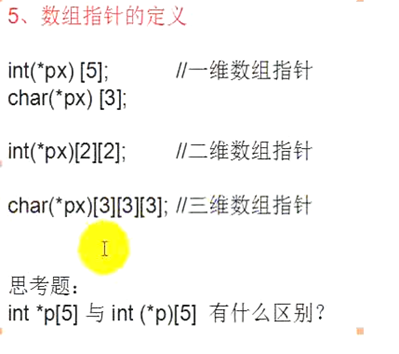 5、数组指针的定义
int(*px) [5]; //一维数组指针
char(*px) [3];
int(*px)[2][2]; //二维数组指针
char(*px)[3][3][3]; //三维数组指针
思考题：
int *p[5] 与 int (*p)[5] 有什么区别？